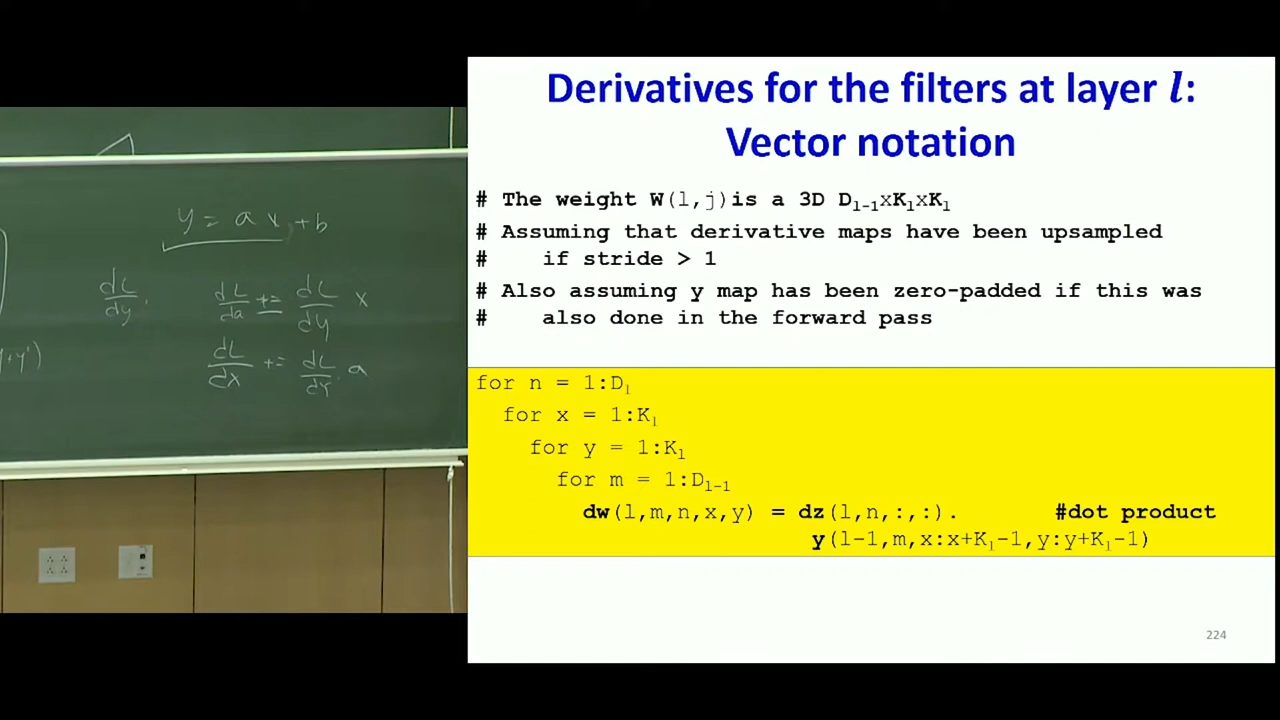 y = a x + b
dL/dy
dL/da += dL/dy x
dL/dx += dL/dy . a
Derivatives for the filters at layer l:
Vector notation
# The weight W(l,j)is a 3D Dl-1xKlxKl
# Assuming that derivative maps have been upsampled
# if stride > 1
# Also assuming y map has been zero-padded if this was
# also done in the forward pass
for n = 1:Dl
for x = 1:Kl
for y = 1:Kl
for m = 1:Dl-1
dw(l,m,n,x,y) = dz(l,n,:,:). #dot product
y(l-1,m,x:x+Kl-1,y:y+Kl-1)
224